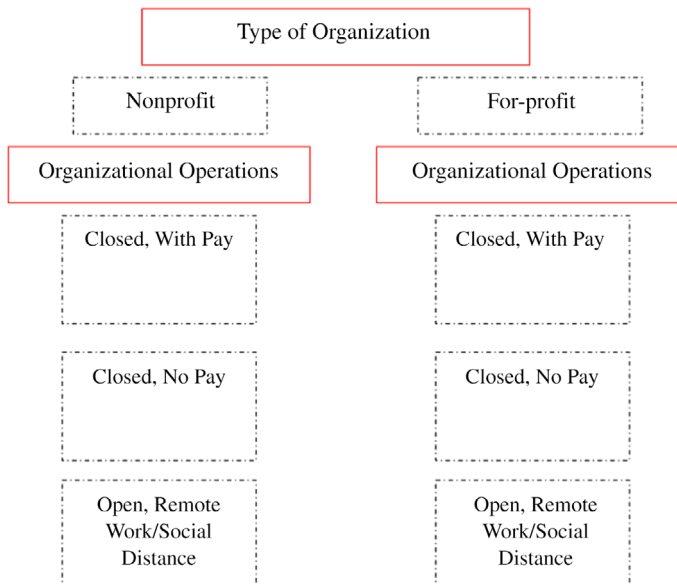 Type of Organization
Nonprofit
For-profit
Organizational Operations
Organizational Operations
Closed, With Pay
Closed, With Pay
Closed, No Pay
Closed, No Pay
Open, Remote
Work/Social
Distance
Open, Remote
Work/Social
Distance